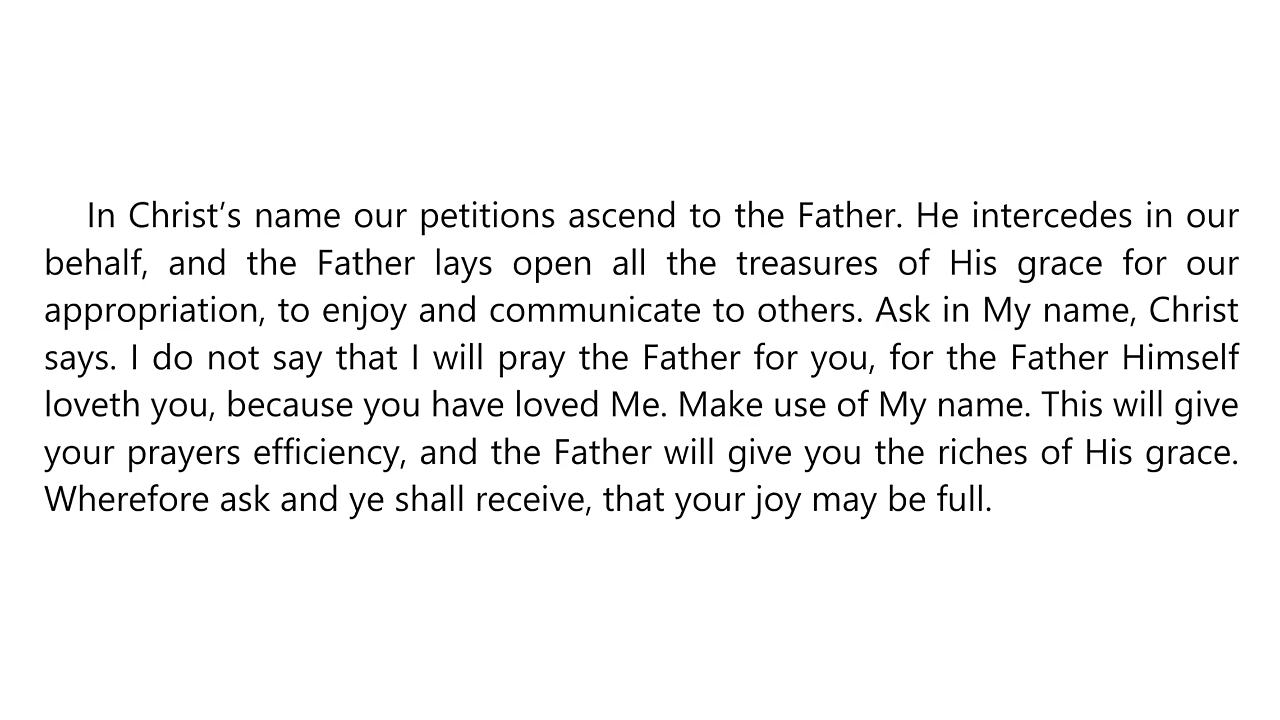 In Christ’s name our petitions ascend to the Father. He intercedes in our
behalf, and the Father lays open all the treasures of His grace for our
appropriation, to enjoy and communicate to others. Ask in My name, Christ
says. I do not say that I will pray the Father for you, for the Father Himself
loveth you, because you have loved Me. Make use of My name. This will give
your prayers efficiency, and the Father will give you the riches of His grace.
Wherefore ask and ye shall receive, that your joy may be full.